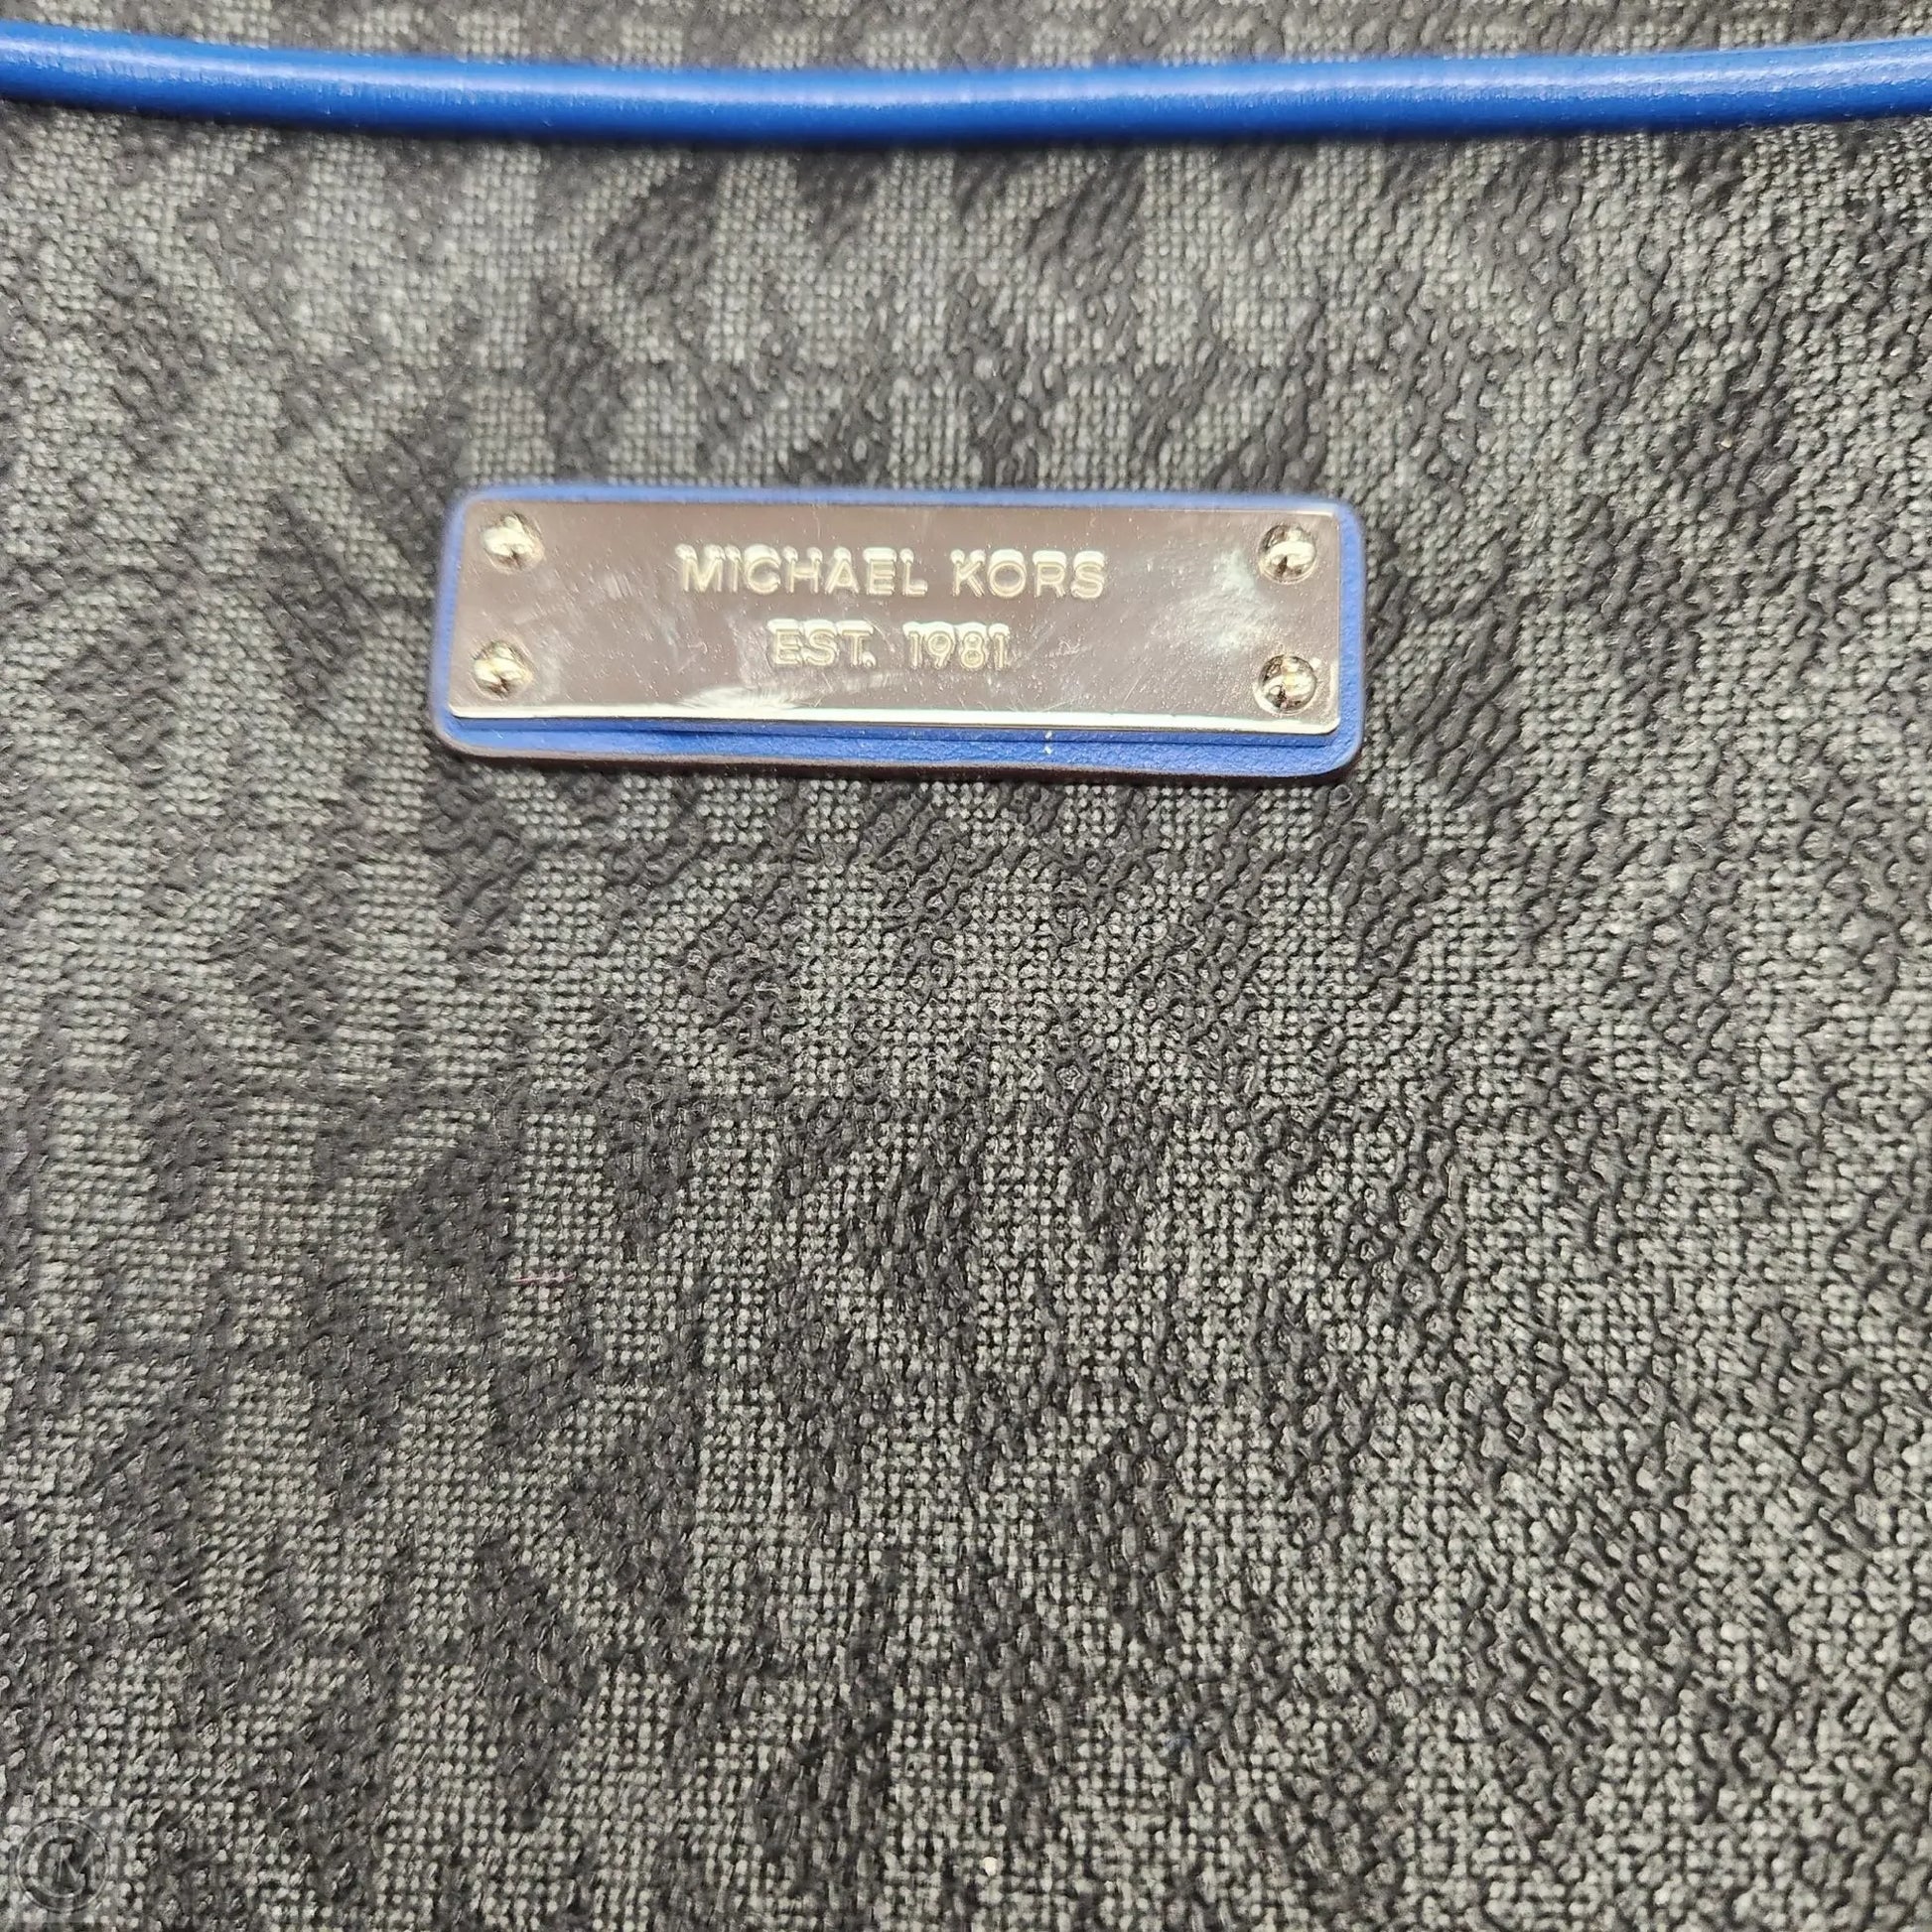 MICHAEL KORS
EST. 1981